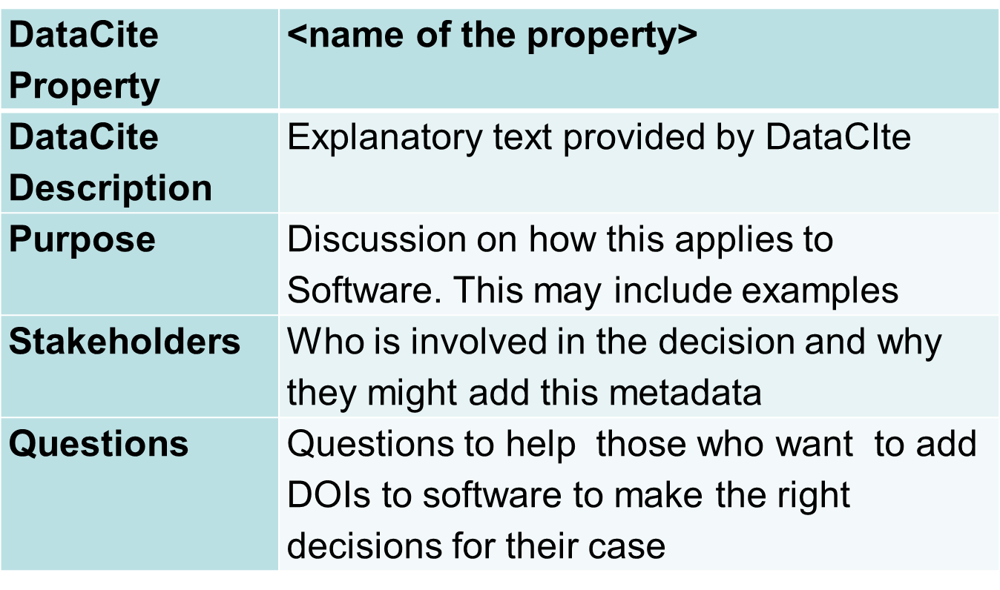 DataCite <name of the property>
Property
DataCite Explanatory text provided by DataCIte
Description
Purpose Discussion on how this applies to
Software. This may include examples
Stakeholders Who is involved in the decision and why
they might add this metadata
Questions Questions to help  those who want  to add
DOIs to software to make the right
decisions for their case